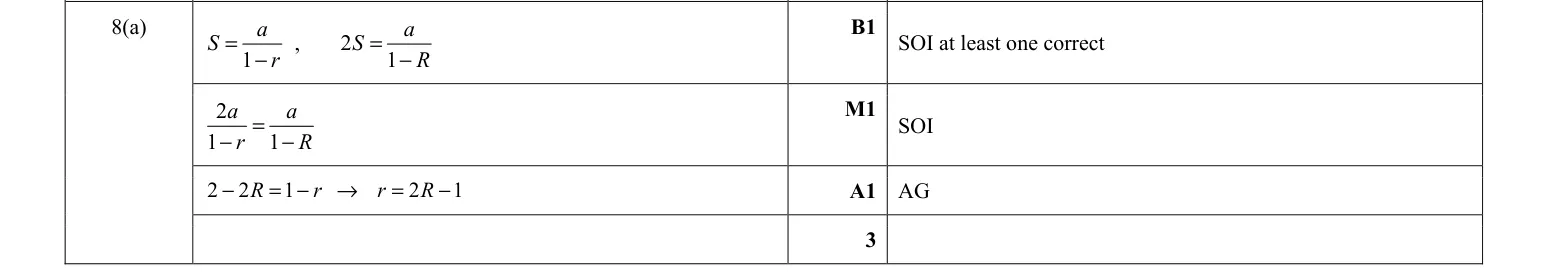 8(a)
S = a/(1 − r) , 2S = a/(1 − R)
B1
SOI at least one correct
2a/(1 − r) = a/(1 − R)
M1
SOI
2 − 2R = 1 − r → r = 2R − 1
A1
AG
3